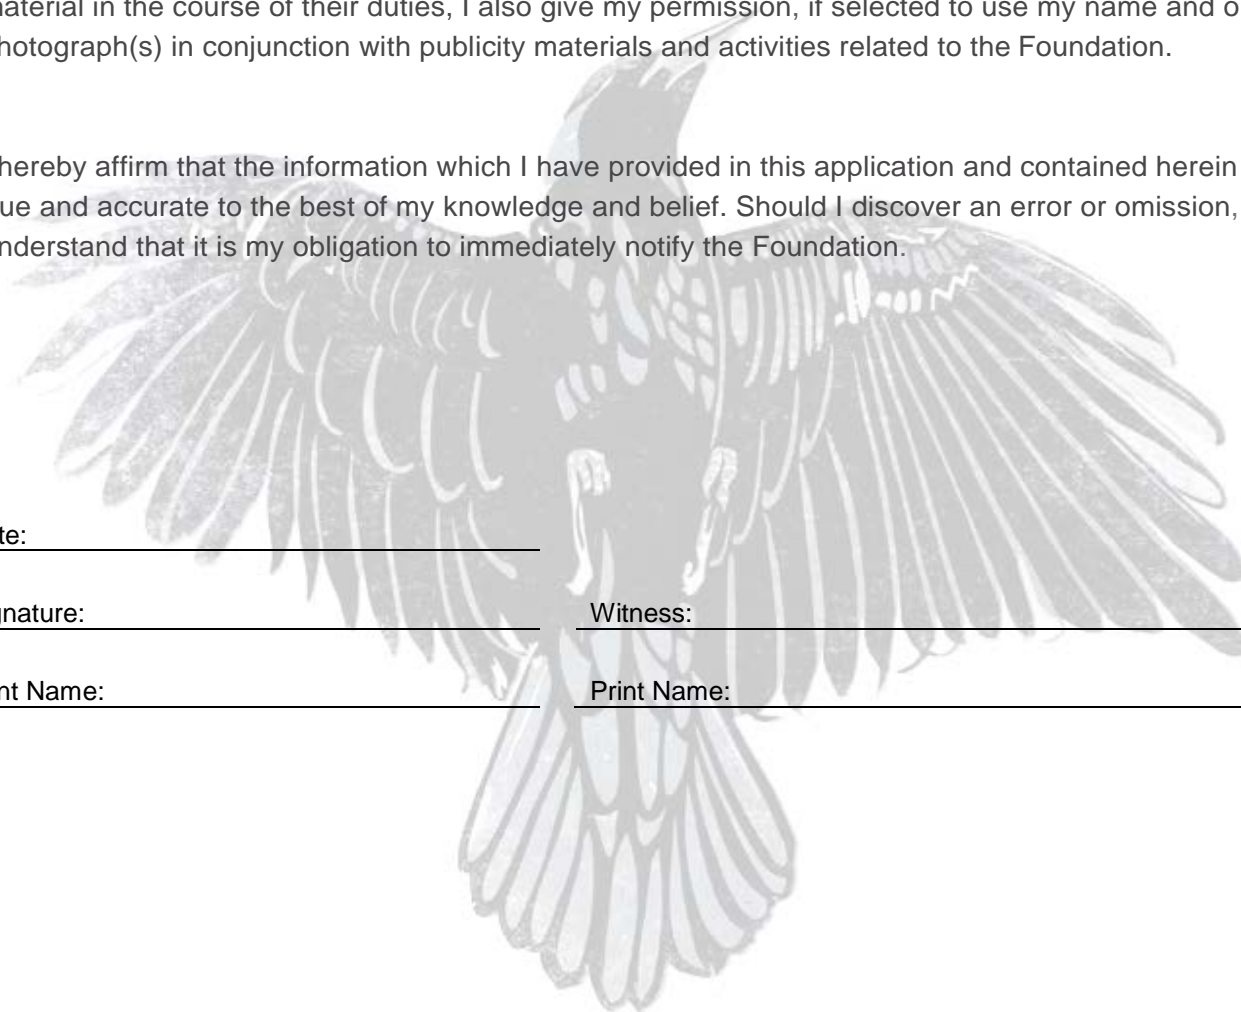 aterial in the course of their duties, I also give my permission, if selected to use my name and o
hotograph(s) in conjunction with publicity materials and activities related to the Foundation.
hereby affirm that the information which I have provided in this application and contained herein
ue and accurate to the best of my knowledge and belief. Should I discover an error or omission,
nderstand that it is my obligation to immediately notify the Foundation.
te:
nature: Witness:
nt Name: Print Name: